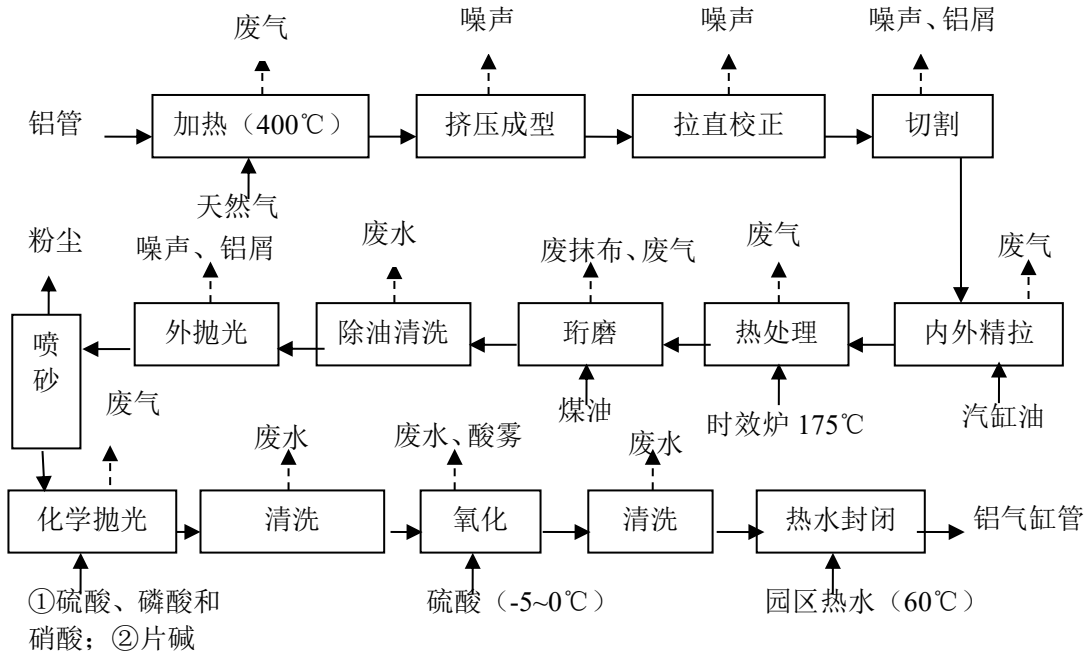 废气
噪声
噪声
噪声、铝屑
铝管
加热（400℃）
挤压成型
拉直校正
切割
天然气
粉尘
噪声、铝屑
废水
废抹布、废气
废气
废气
喷
砂
外抛光
除油清洗
珩磨
热处理
内外精拉
煤油
时效炉 175℃
汽缸油
废气
废水
废水、酸雾
废水
化学抛光
清洗
氧化
清洗
热水封闭
铝气缸管
①硫酸、磷酸和
硝酸；②片碱
硫酸（-5~0℃）
园区热水（60℃）